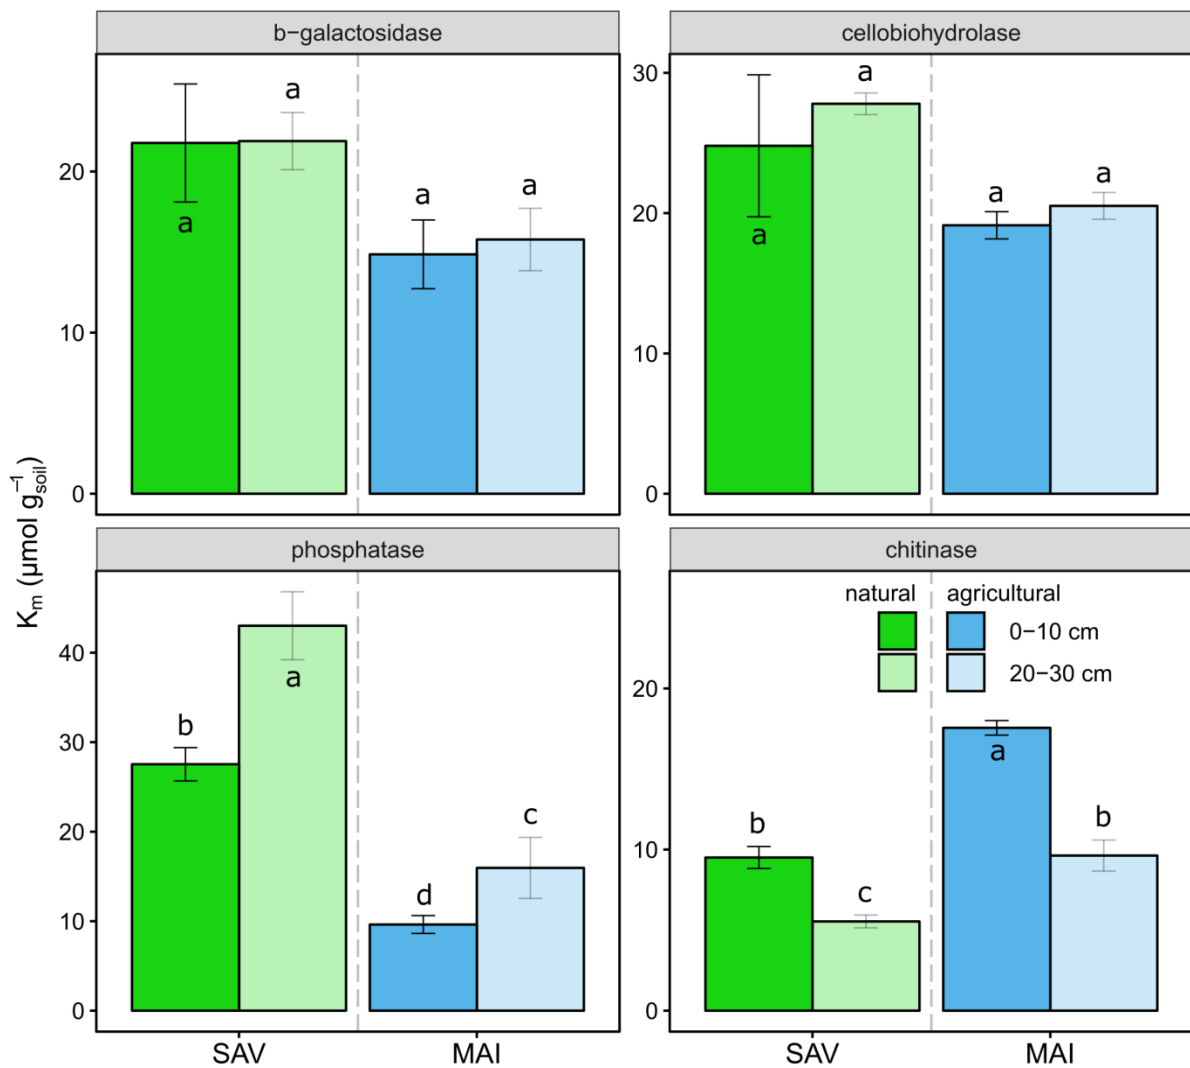 b−galactosidase
cellobiohydrolase
20
10
0
a
a
a
a
30
20
10
0
a
a
a
a
Kₘ (µmol g⁻¹ soil)
phosphatase
chitinase
40
30
20
10
0
b
a
d
c
20
10
0
natural agricultural
0−10 cm
20−30 cm
b
c
a
b
SAV
MAI
SAV
MAI